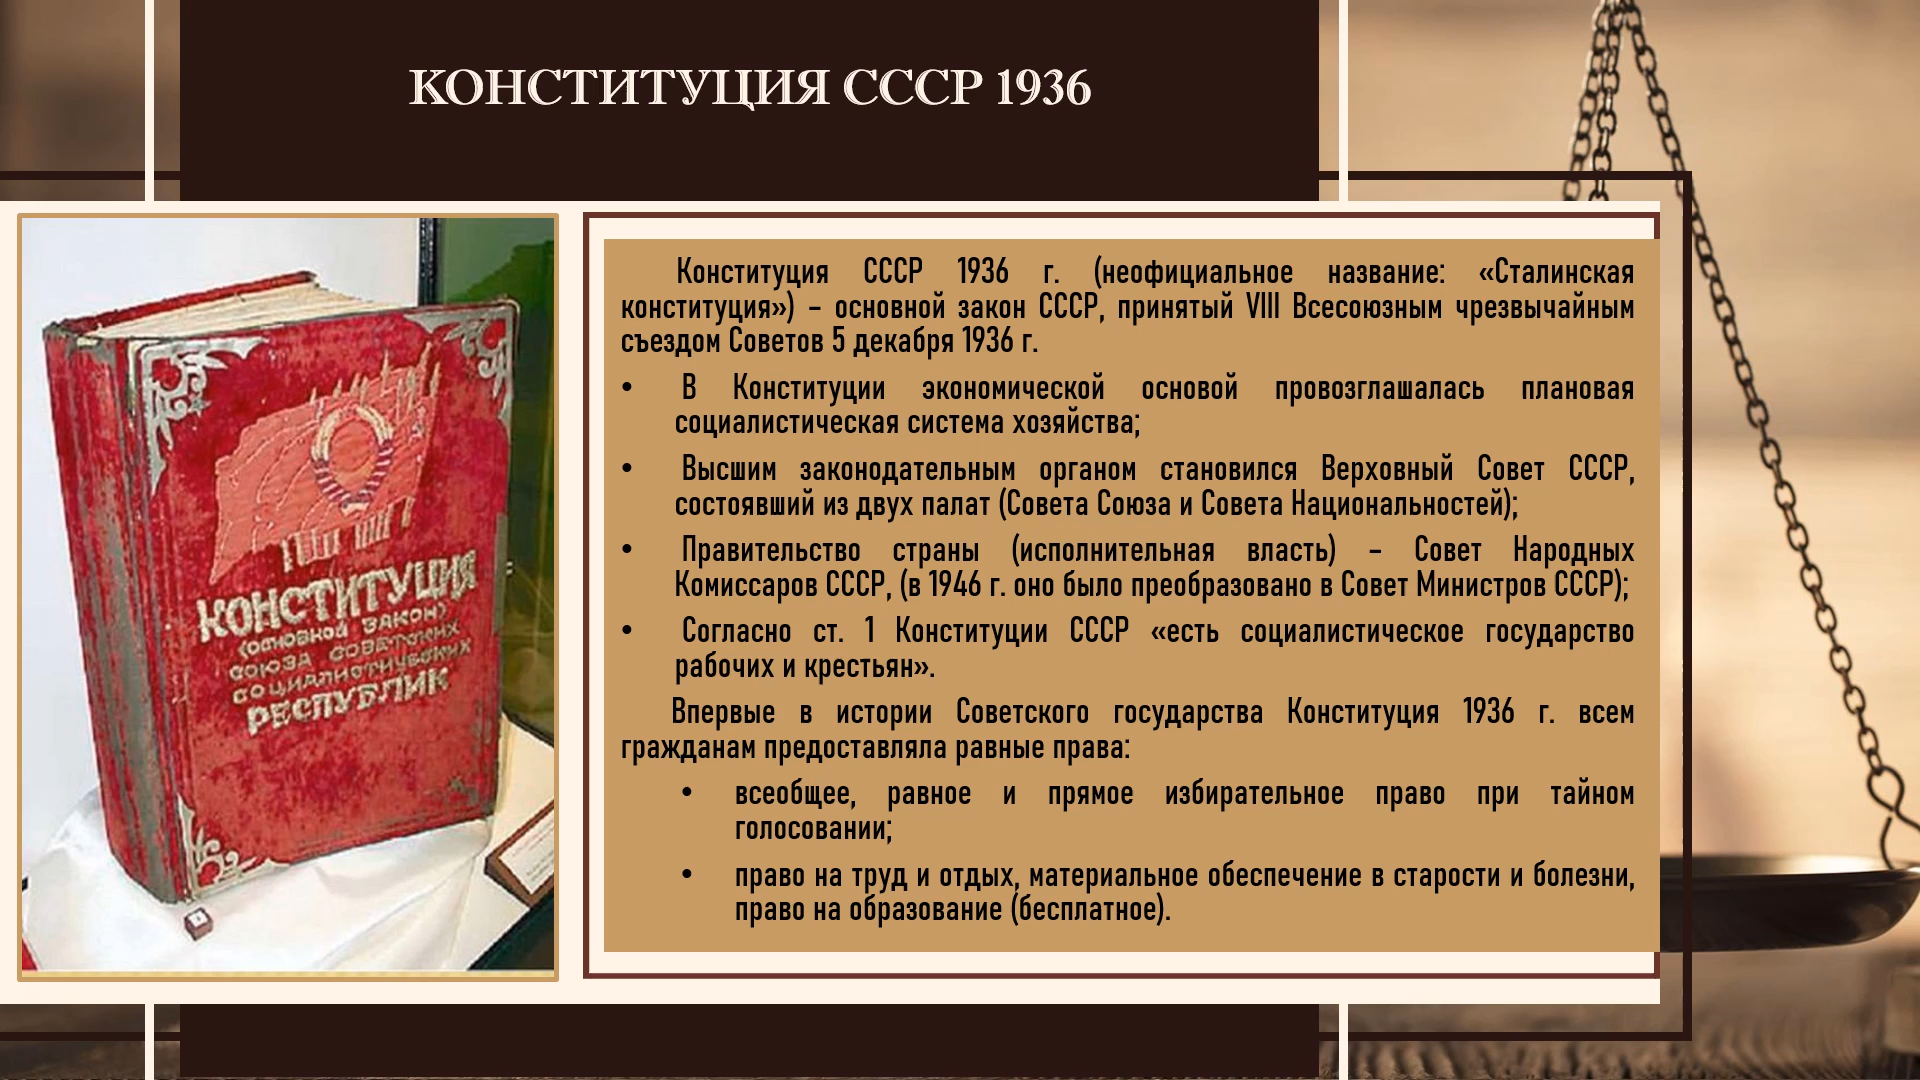 КОНСТИТУЦИЯ СССР 1936
КОНСТИТУЦИЯ
(ОСНОВНОЙ ЗАКОН)
СОЮЗА СОВЕТСКИХ
СОЦИАЛИСТИЧЕСКИХ
РЕСПУБЛИК
Конституция СССР 1936 г. (неофициальное название: «Сталинская
конституция») – основной закон СССР, принятый VIII Всесоюзным чрезвычайным
съездом Советов 5 декабря 1936 г.
• В Конституции экономической основой провозглашалась плановая
социалистическая система хозяйства;
• Высшим законодательным органом становился Верховный Совет СССР,
состоявший из двух палат (Совета Союза и Совета Национальностей);
• Правительство страны (исполнительная власть) – Совет Народных
Комиссаров СССР, (в 1946 г. оно было преобразовано в Совет Министров СССР);
• Согласно ст. 1 Конституции СССР «есть социалистическое государство
рабочих и крестьян».
Впервые в истории Советского государства Конституция 1936 г. всем
гражданам предоставляла равные права:
• всеобщее, равное и прямое избирательное право при тайном
голосовании;
• право на труд и отдых, материальное обеспечение в старости и болезни,
право на образование (бесплатное).